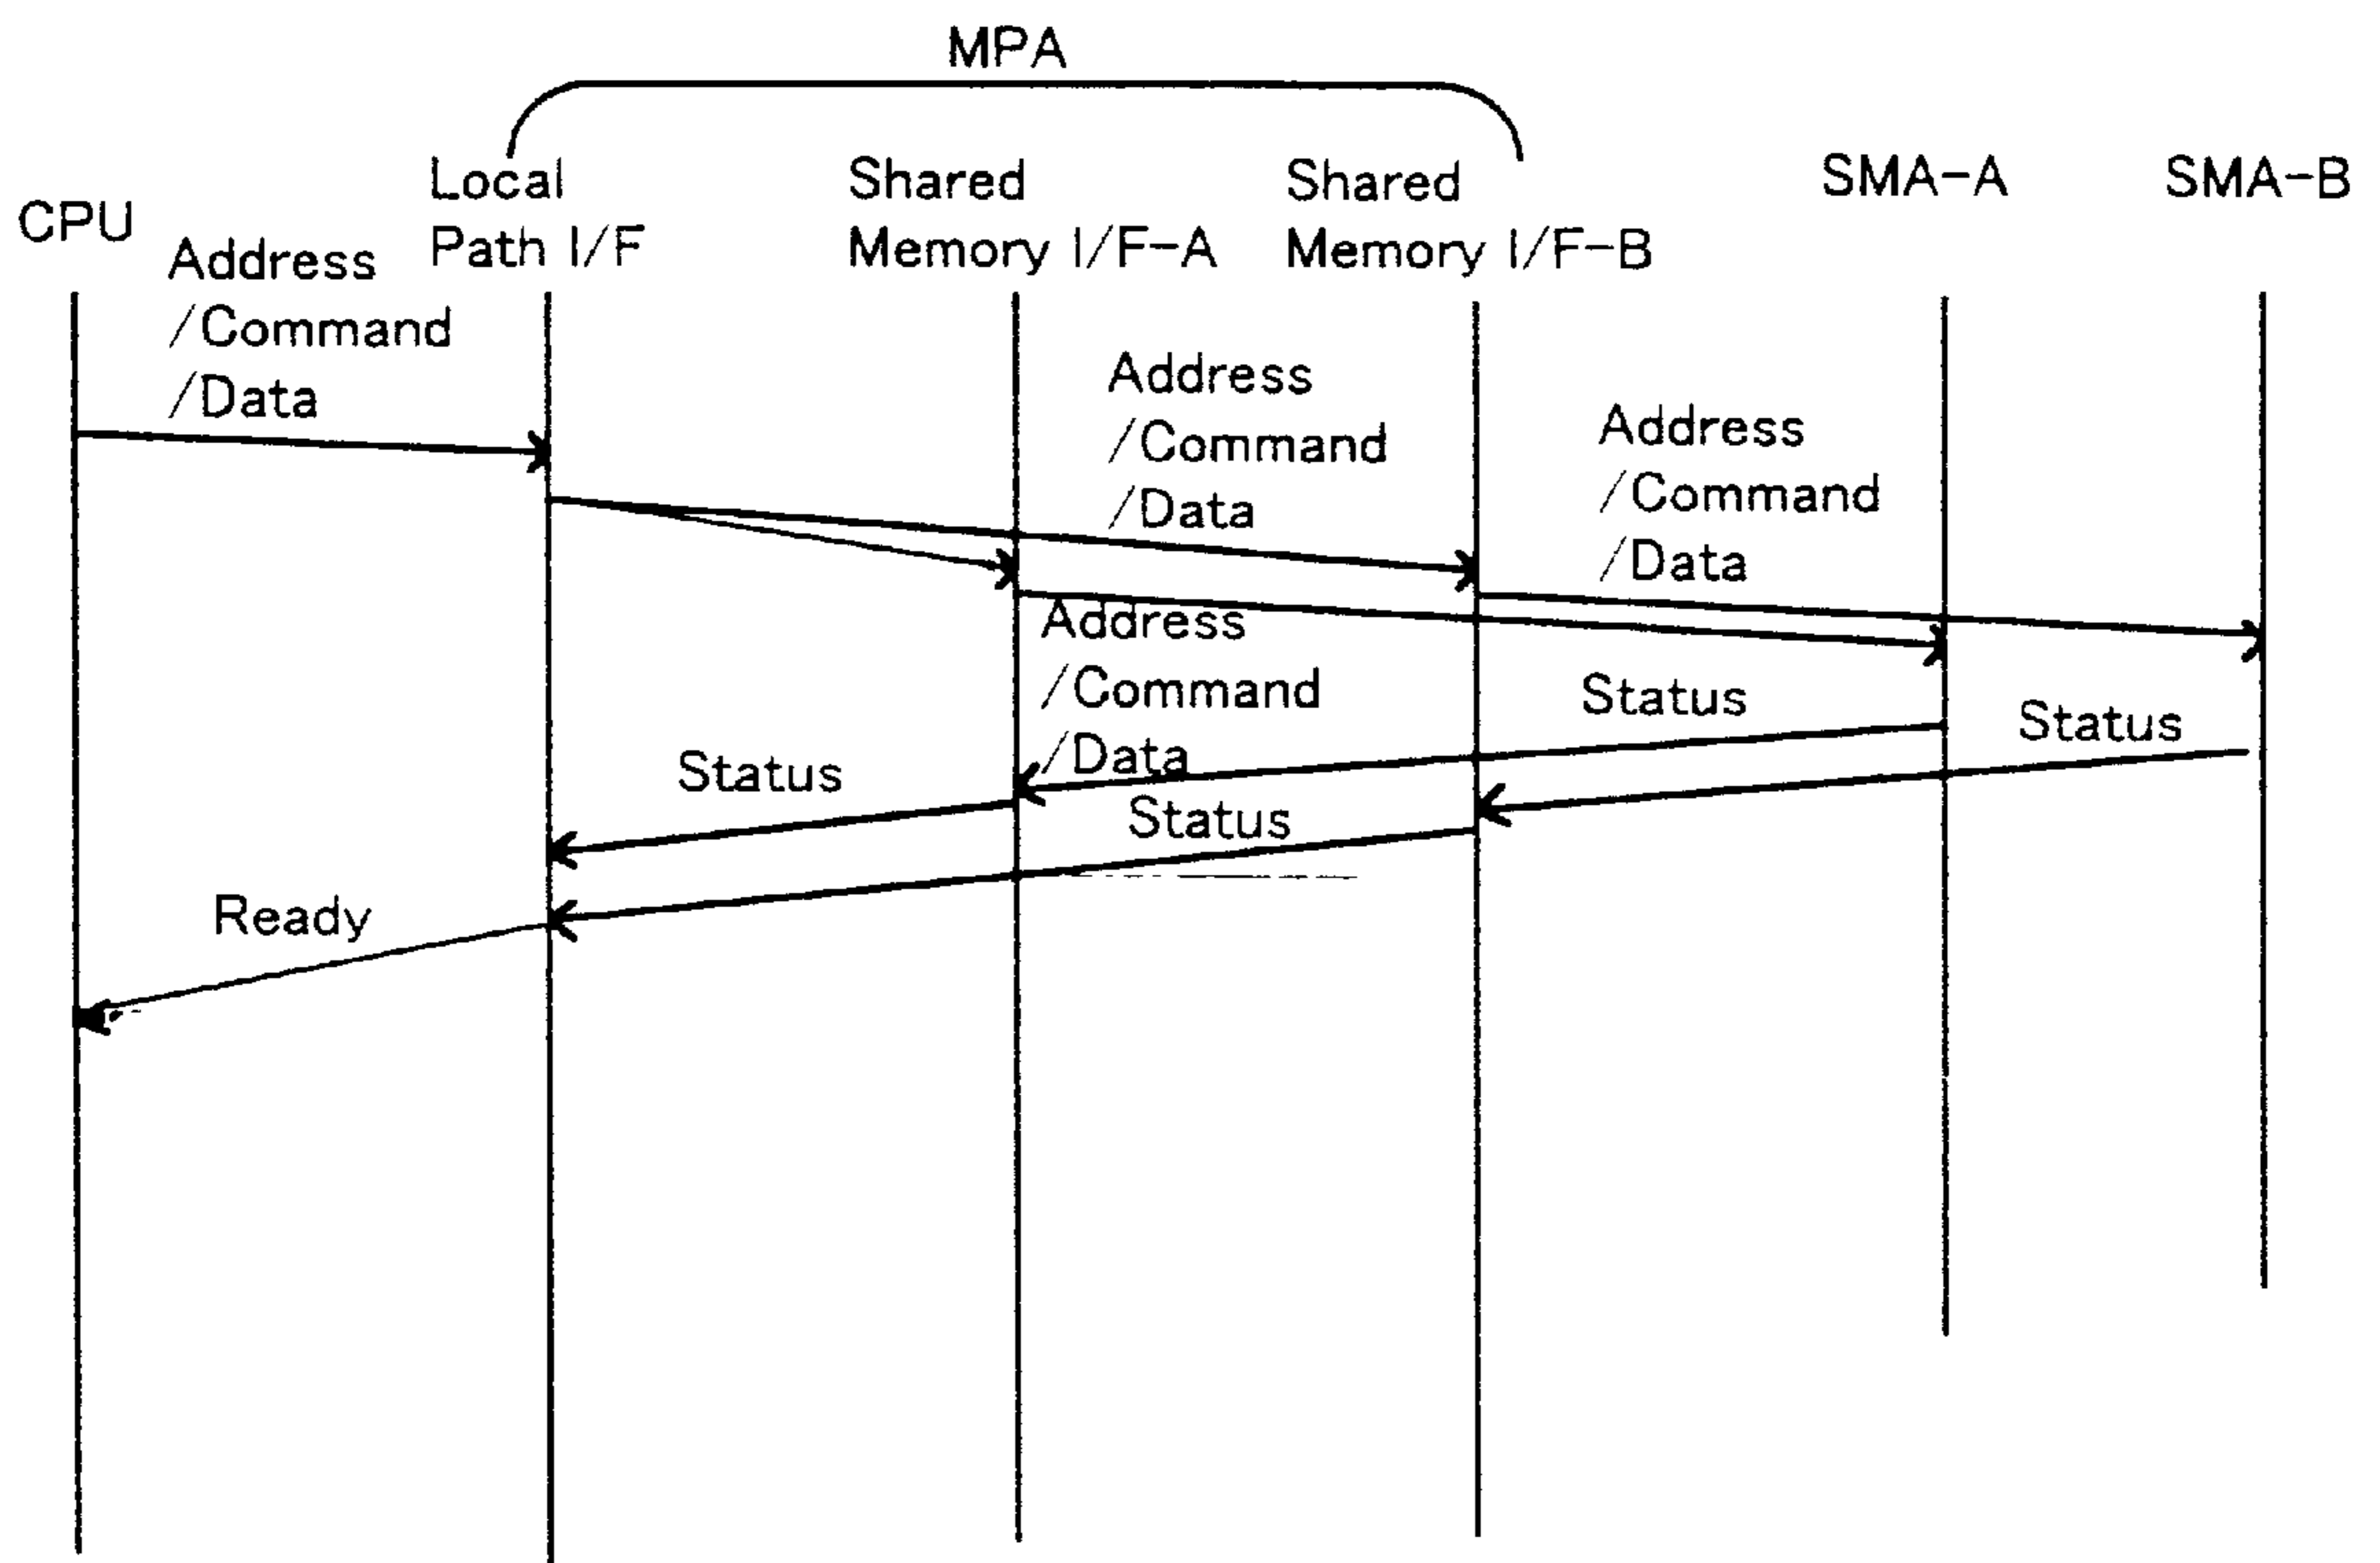 MPA
CPU
Local
Path I/F
Shared
Memory I/F-A
Shared
Memory I/F-B
SMA-A
SMA-B
Address
/Command
/Data
Address
/Command
/Data
Address
/Command
/Data
Address
/Command
/Data
Status
Status
Status
Status
Ready